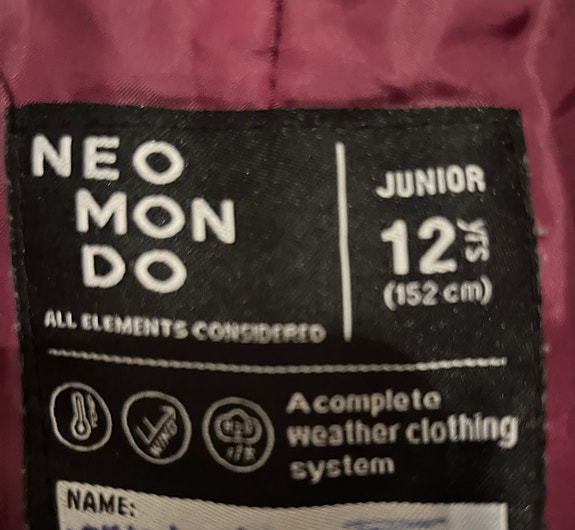 NEO
MON
DO
ALL ELEMENTS CONSIDERED
JUNIOR
12 YRS
(152 cm)
WIND
A complete
weather clothing
system
NAME: